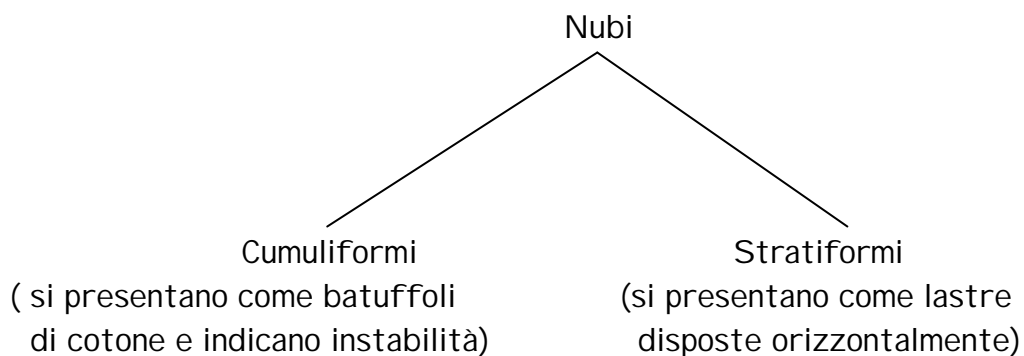 Nubi
Cumuliformi
Stratiformi
( si presentano come batuffoli
di cotone e indicano instabilità)
(si presentano come lastre
disposte orizzontalmente)